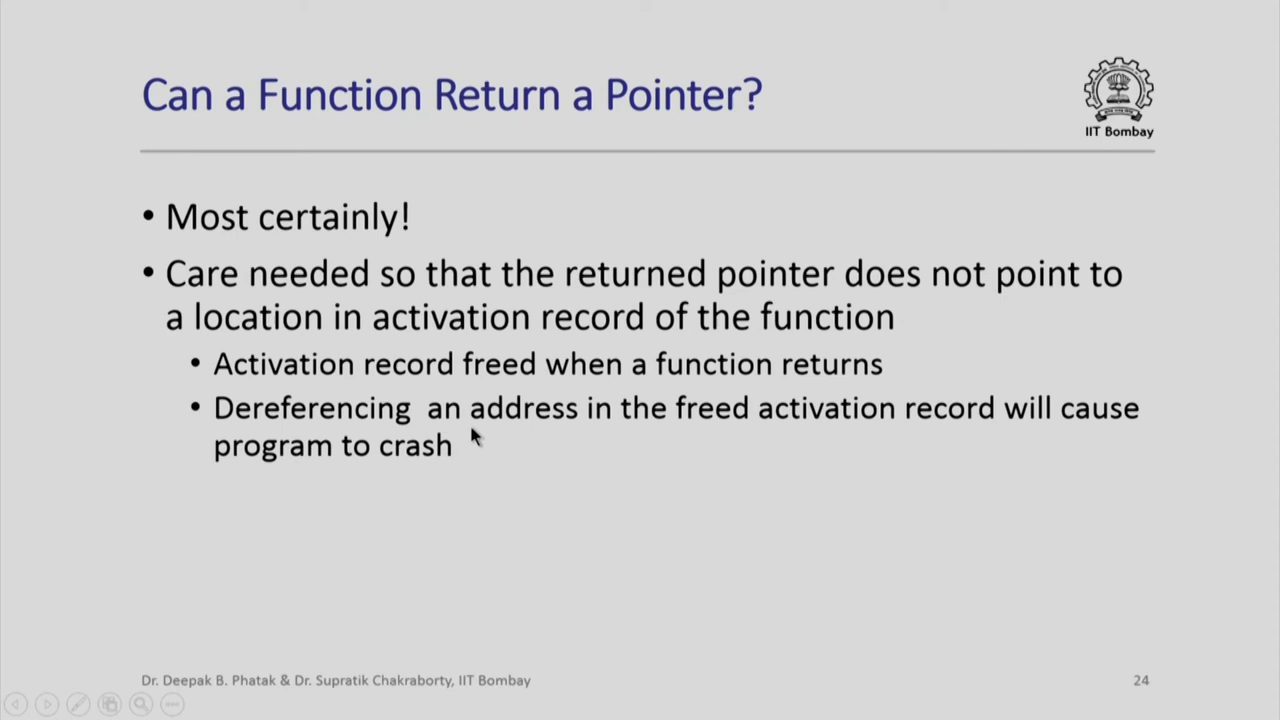 Can a Function Return a Pointer?
IIT Bombay
• Most certainly!
• Care needed so that the returned pointer does not point to
a location in activation record of the function
• Activation record freed when a function returns
• Dereferencing an address in the freed activation record will cause
program to crash
Dr. Deepak B. Phatak & Dr. Supratik Chakraborty, IIT Bombay
24